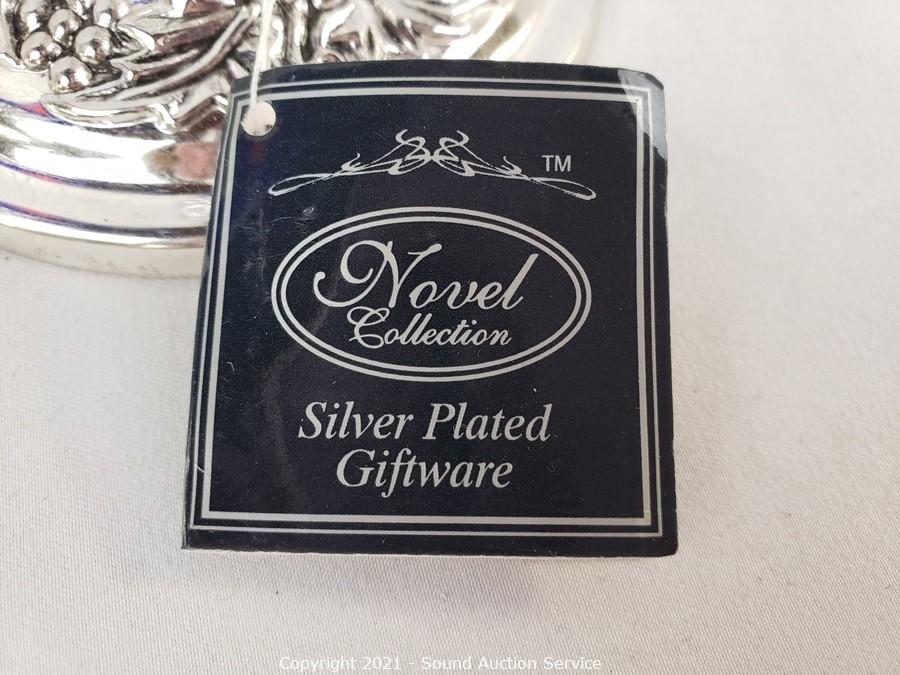 TM
Novel
Collection
Silver Plated
Giftware
Copyright 2021 - Sound Auction Service